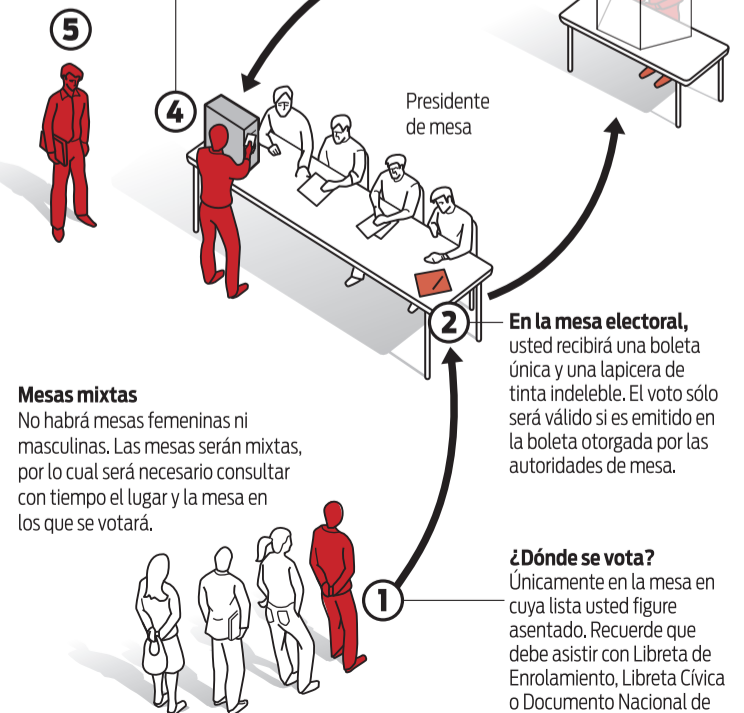 5
4
Presidente
de mesa
2
En la mesa electoral,
usted recibirá una boleta
única y una lapicera de
tinta indeleble. El voto sólo
será válido si es emitido en
la boleta otorgada por las
autoridades de mesa.
Mesas mixtas
No habrá mesas femeninas ni
masculinas. Las mesas serán mixtas,
por lo cual será necesario consultar
con tiempo el lugar y la mesa en
los que se votará.
1
¿Dónde se vota?
Únicamente en la mesa en
cuya lista usted figure
asentado. Recuerde que
debe asistir con Libreta de
Enrolamiento, Libreta Cívica
o Documento Nacional de